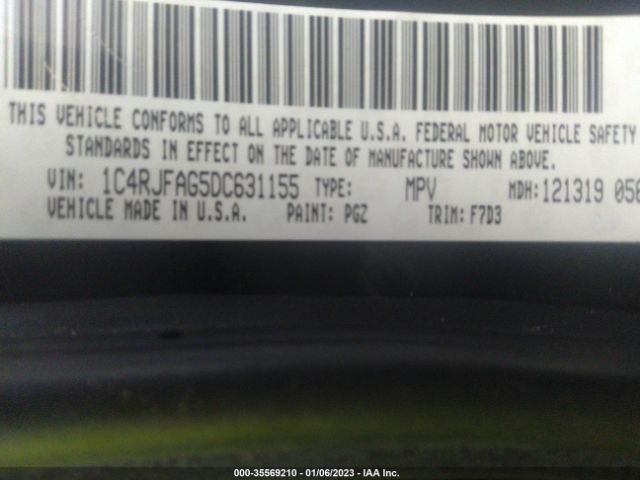 THIS VEHICLE CONFORMS TO ALL APPLICABLE U.S.A. FEDERAL MOTOR VEHICLE SAFETY
STANDARDS IN EFFECT ON THE DATE OF MANUFACTURE SHOWN ABOVE.
VIN: 1C4RJFAG5DC631155 TYPE: MPV MDH: 121319 058
VEHICLE MADE IN U.S.A. PAINT: PGZ TRIM: F7D3
000-35569210 - 01/06/2023 - IAA Inc.